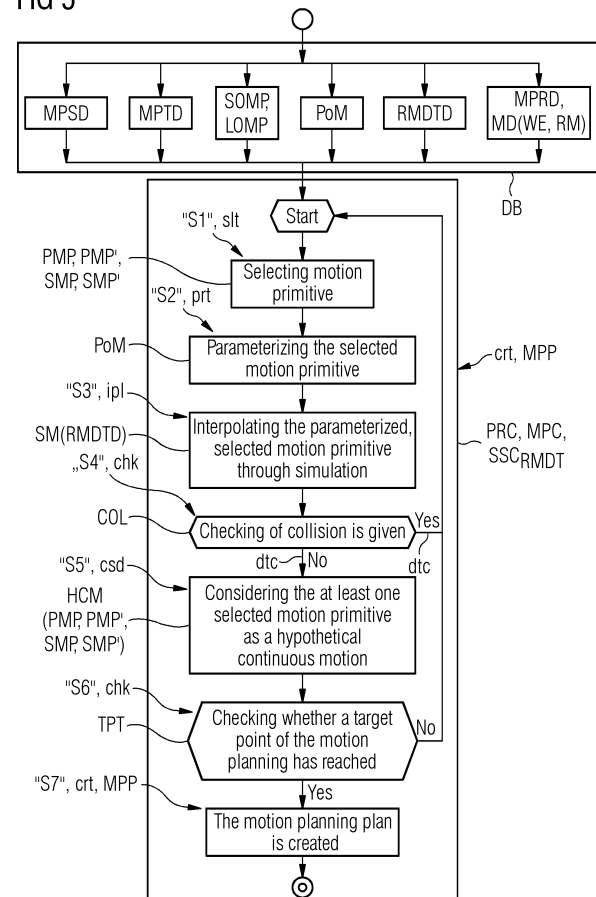 FIG 5
MPSD
MPTD
SOMP,
LOMP
PoM
RMDTD
MPRD,
MD(WE, RM)
DB
Start
"S1", slt
PMP, PMP',
SMP, SMP'
Selecting motion
primitive
"S2", prt
PoM
Parameterizing the selected
motion primitive
crt, MPP
"S3", ipl
SM(RMDTD)
Interpolating the parameterized,
selected motion primitive
through simulation
PRC, MPC,
SSCRMDT
„S4", chk
COL
Checking of collision is given
Yes
dtc
dtc
No
"S5", csd
HCM
(PMP, PMP',
SMP, SMP')
Considering the at least one
selected motion primitive
as a hypothetical
continuous motion
"S6", chk
TPT
Checking whether a target
point of the motion
planning has reached
No
Yes
"S7", crt, MPP
The motion planning plan
is created